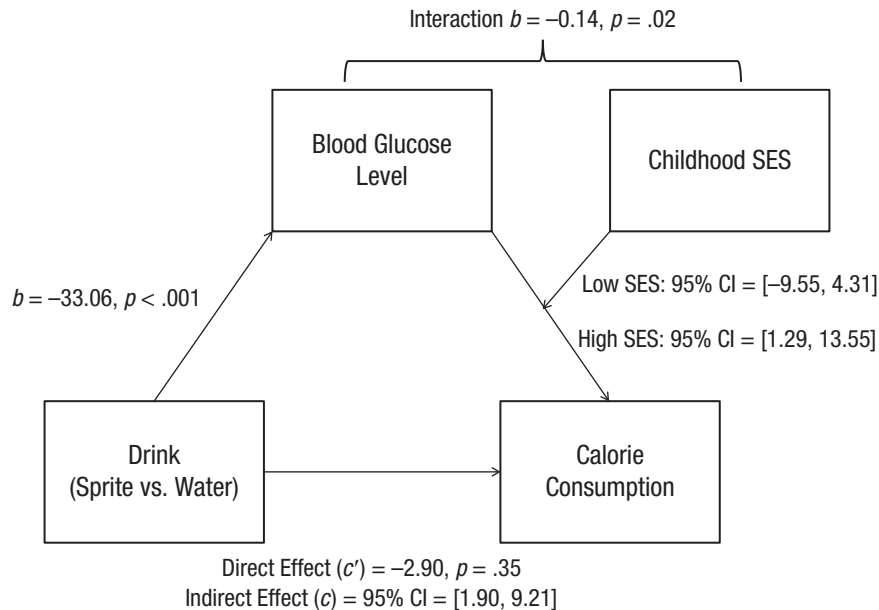 Interaction b = –0.14, p = .02
Blood Glucose
Level
Childhood SES
b = –33.06, p < .001
Low SES: 95% CI = [–9.55, 4.31]
High SES: 95% CI = [1.29, 13.55]
Drink
(Sprite vs. Water)
Calorie
Consumption
Direct Effect (c′) = –2.90, p = .35
Indirect Effect (c) = 95% CI = [1.90, 9.21]